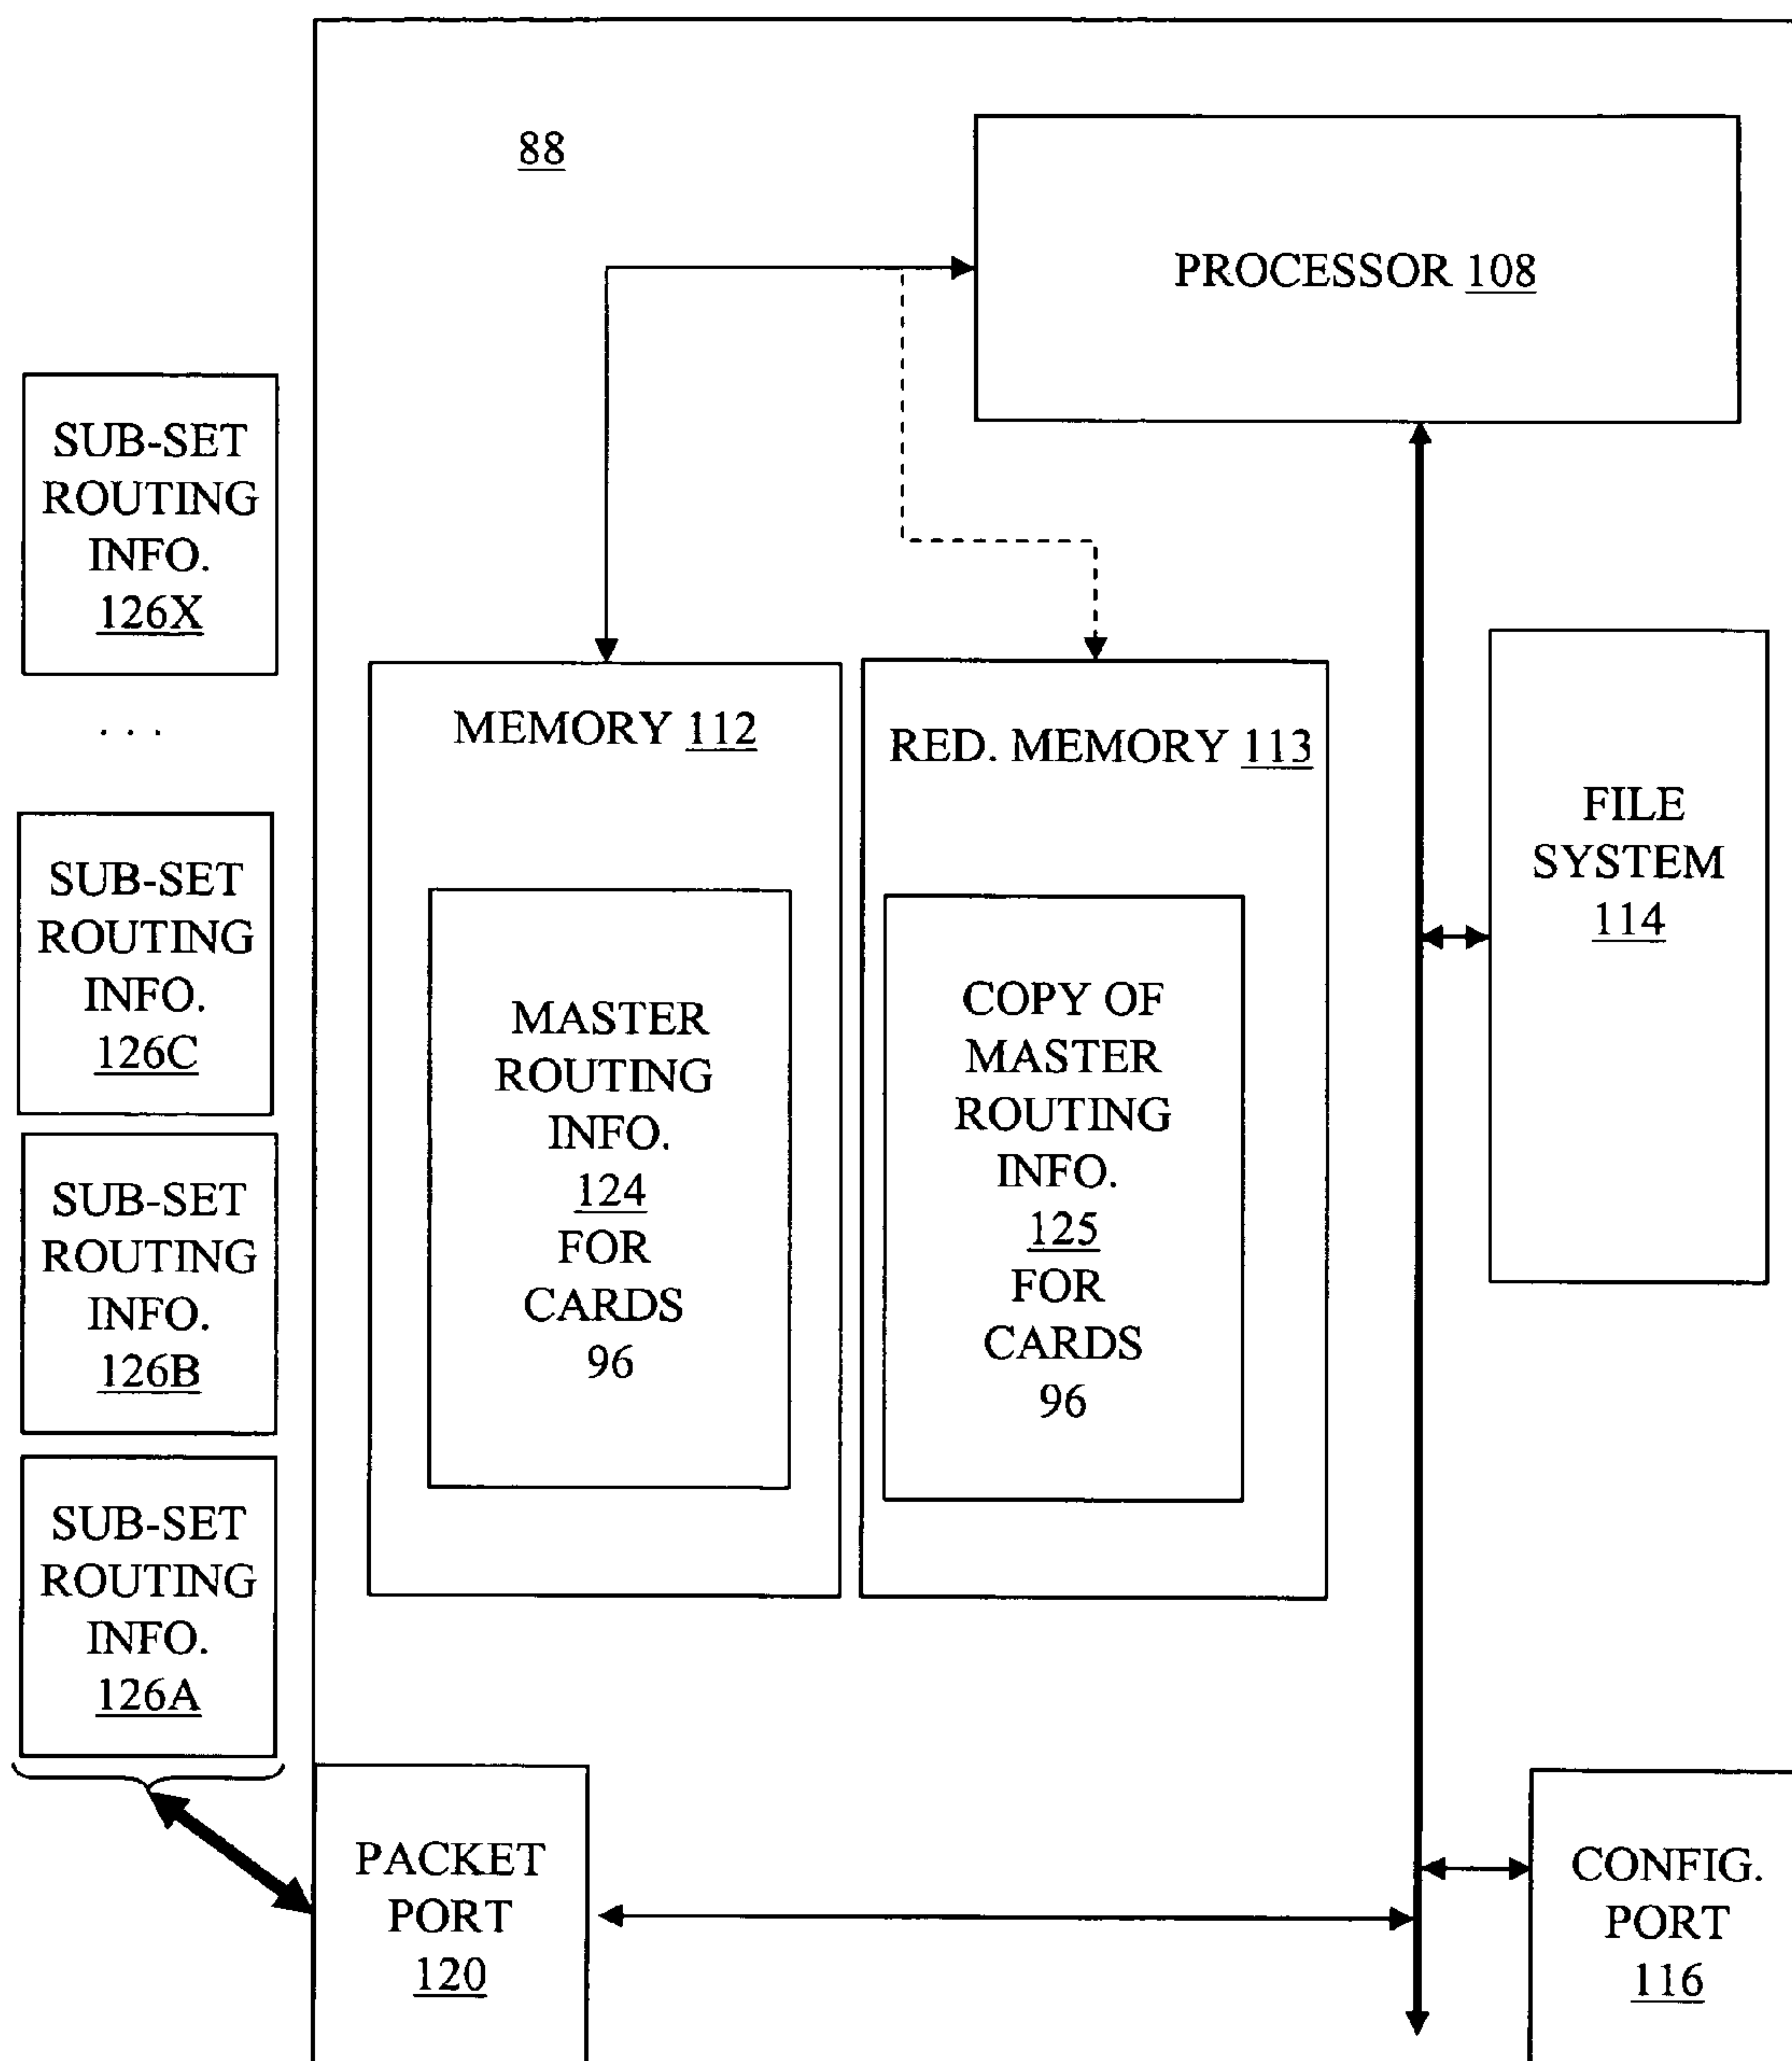 88
PROCESSOR 108
SUB-SET
ROUTING
INFO.
126X
. . .
SUB-SET
ROUTING
INFO.
126C
SUB-SET
ROUTING
INFO.
126B
SUB-SET
ROUTING
INFO.
126A
MEMORY 112
MASTER
ROUTING
INFO.
124
FOR
CARDS
96
RED. MEMORY 113
COPY OF
MASTER
ROUTING
INFO.
125
FOR
CARDS
96
FILE
SYSTEM
114
PACKET
PORT
120
CONFIG.
PORT
116